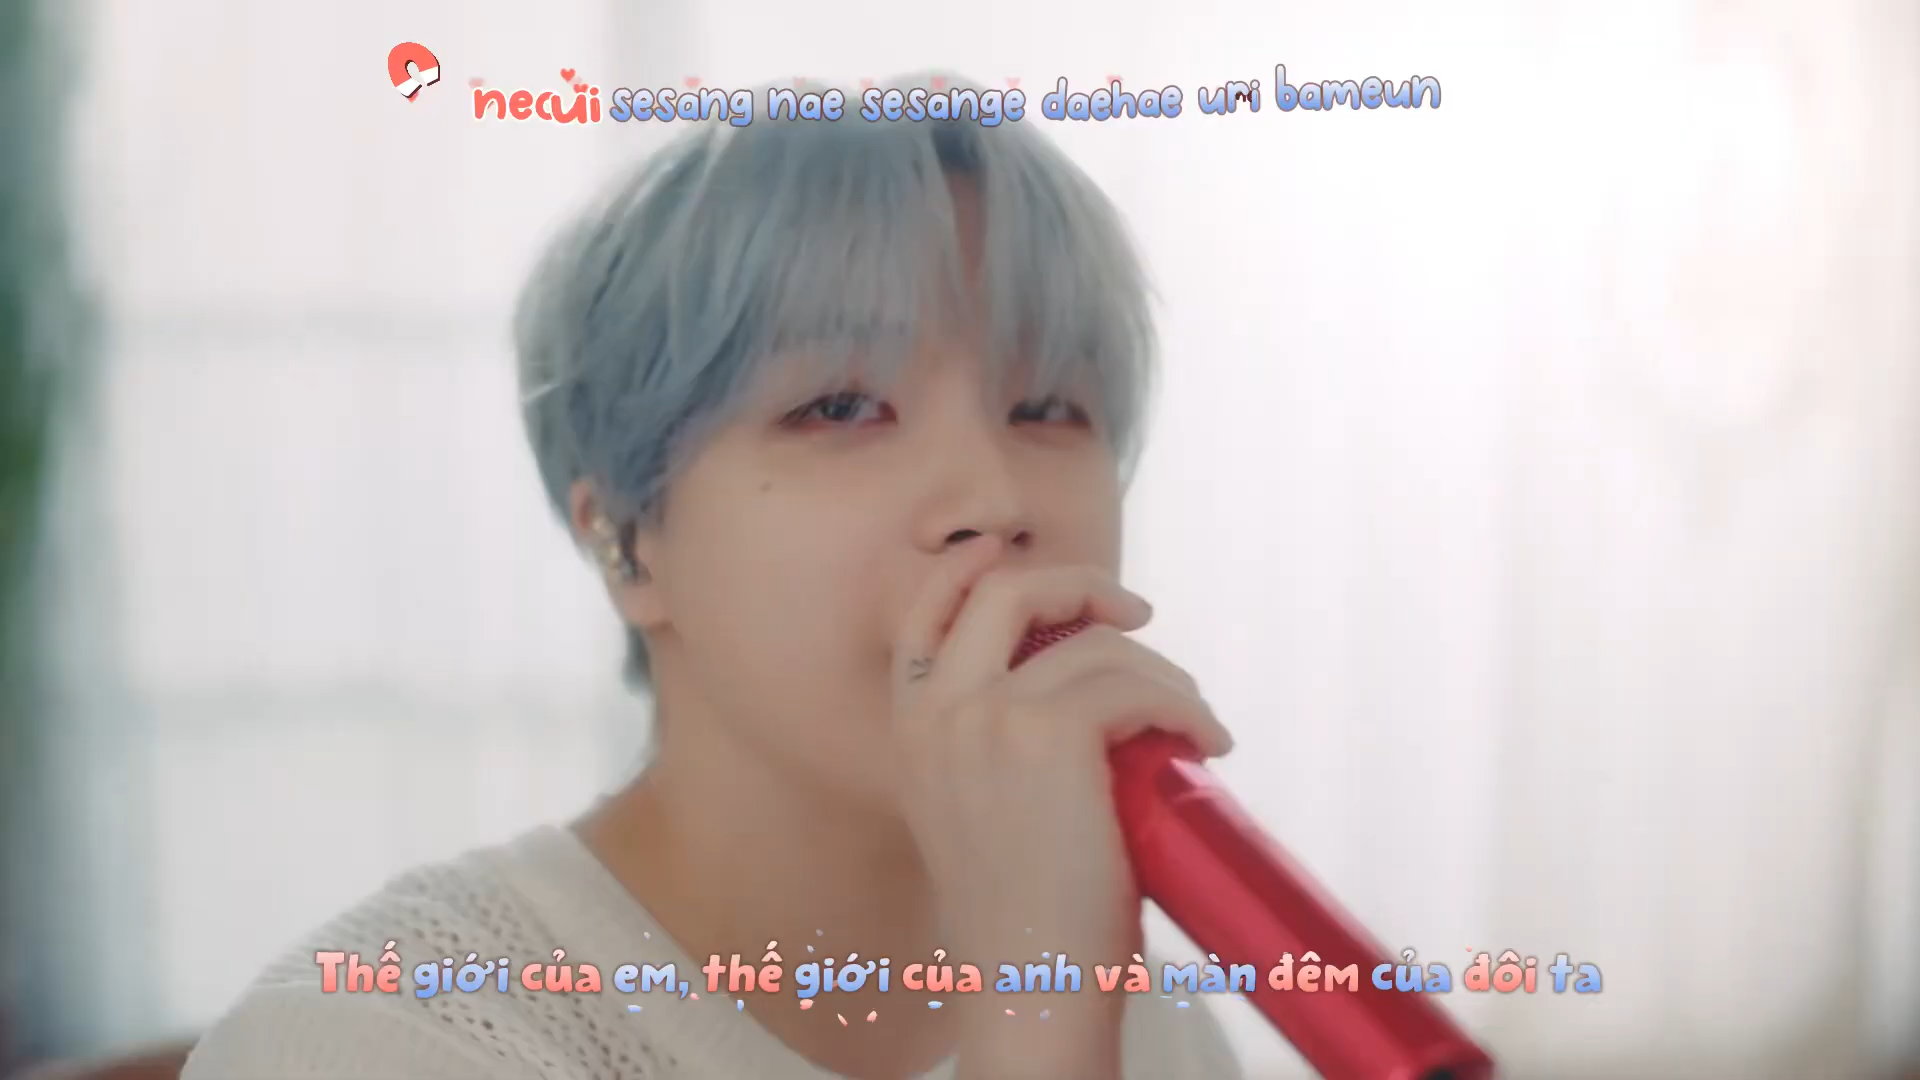 necui sesang nae sesange daehae uri bameun
Thế giới của em, thế giới của anh và màn đêm của đôi ta